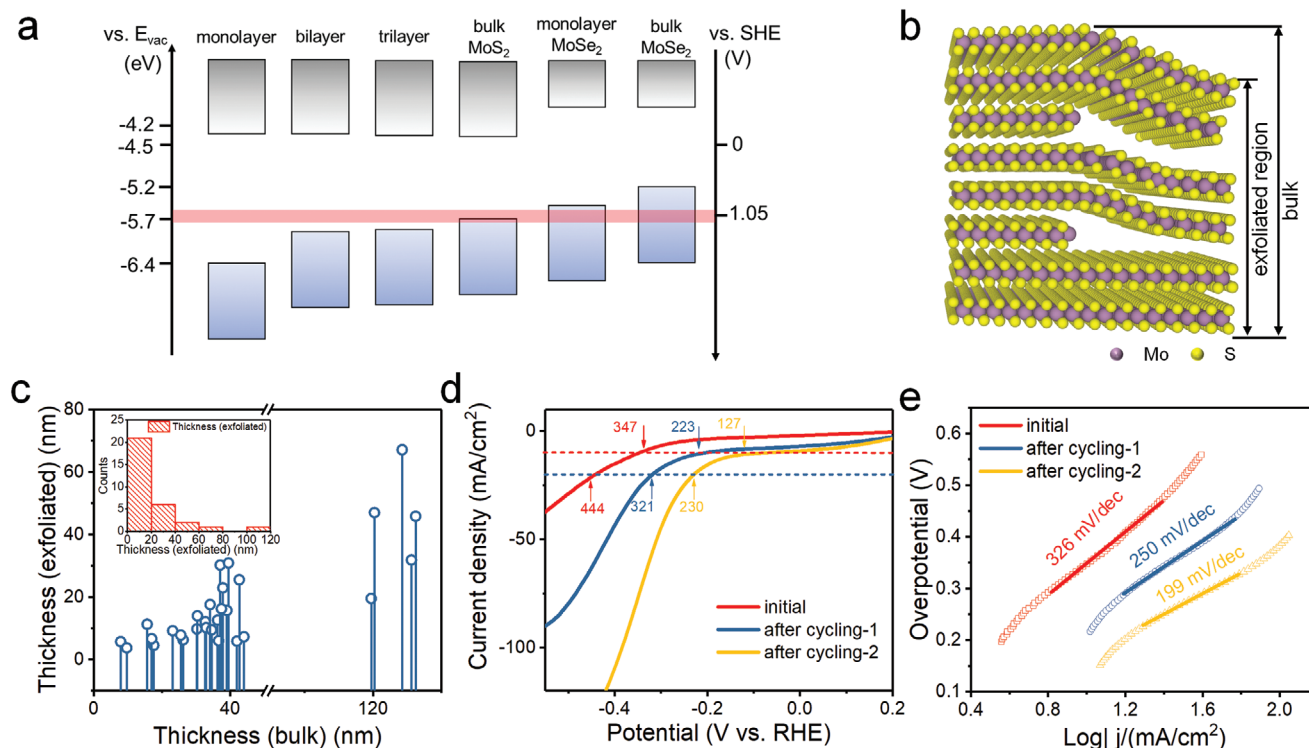 a
vs. Evac
(eV)
monolayer
bilayer
trilayer
bulk
MoS2
monolayer
MoSe2
bulk
MoSe2
vs. SHE
(V)
-4.2
-4.5
-5.2
-5.7
-6.4
0
1.05
b
exfoliated region
bulk
Mo
S
c
Thickness (exfoliated) (nm)
80
60
40
20
0
0
40
120
Thickness (bulk) (nm)
Counts
25
20
15
10
5
0
Thickness (exfoliated)
0 20 40 60 80 100 120
Thickness (exfoliated) (nm)
d
Current density (mA/cm2)
0
-50
-100
347
223
127
444
321
230
initial
after cycling-1
after cycling-2
-0.4
-0.2
0.0
0.2
Potential (V vs. RHE)
e
Overpotential (V)
0.6
0.5
0.4
0.3
0.2
0.1
initial
after cycling-1
after cycling-2
326 mV/dec
250 mV/dec
199 mV/dec
0.4
0.8
1.2
1.6
2.0
Log| j/(mA/cm2)